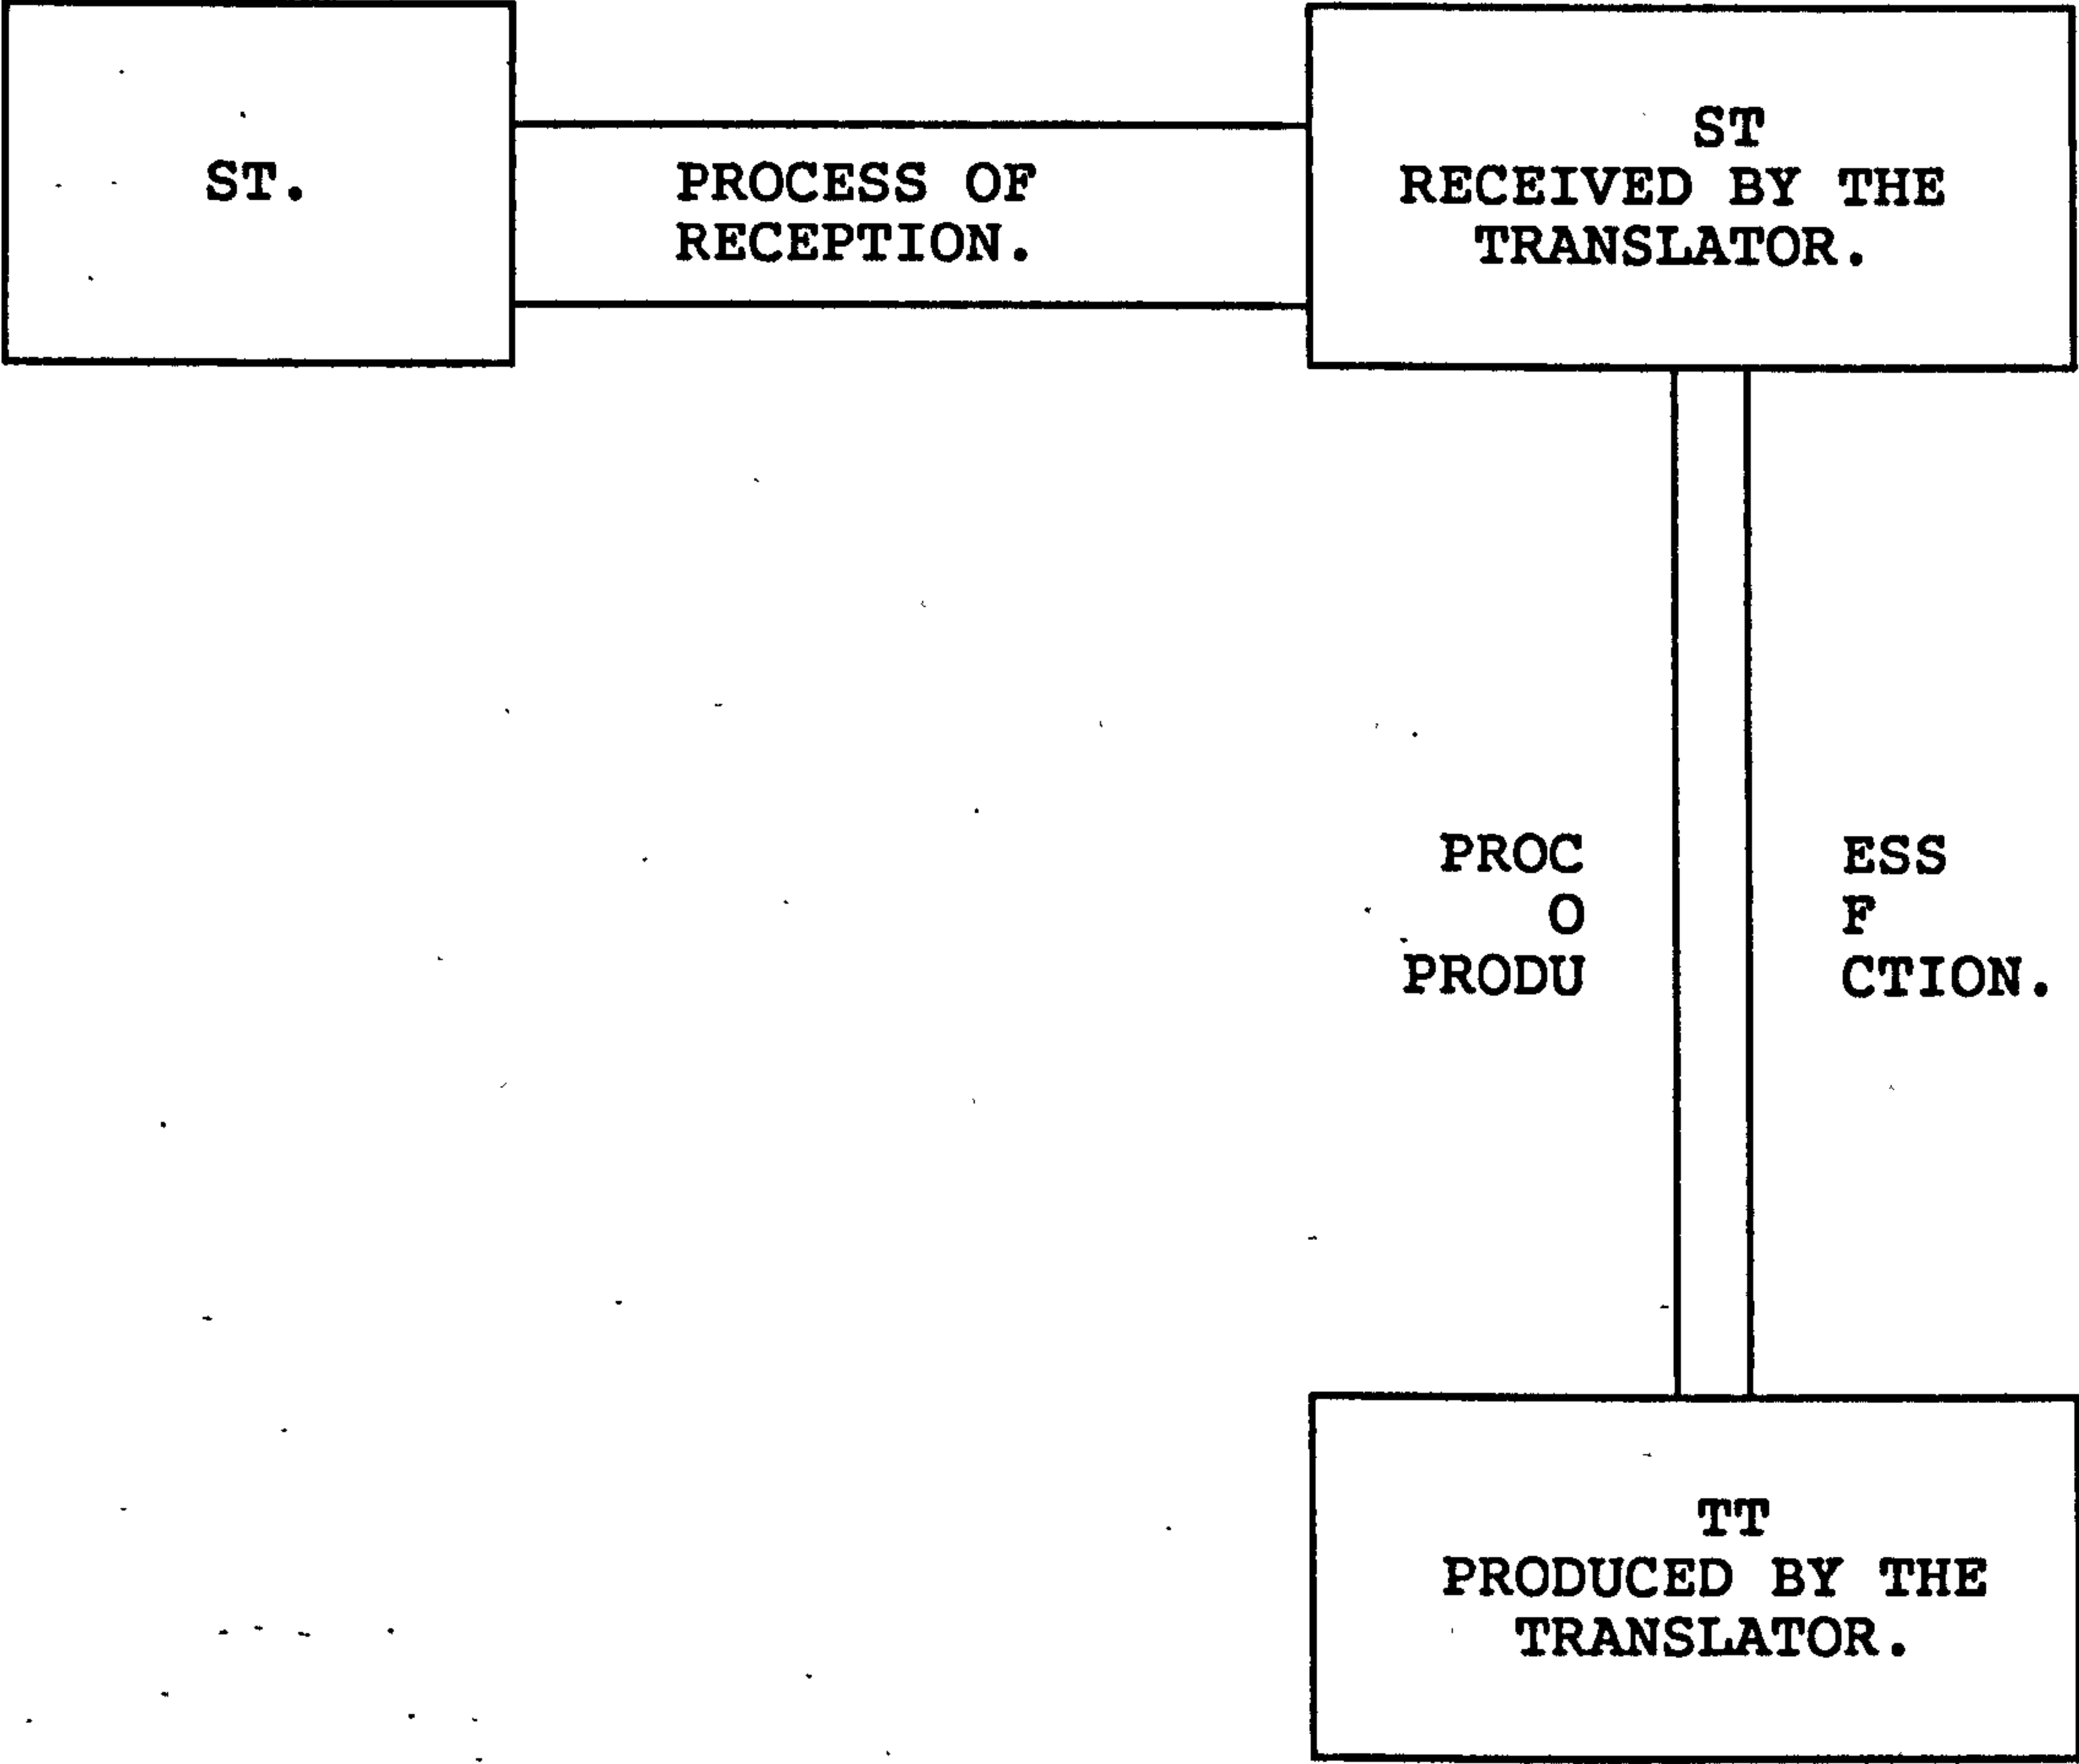 ST.
PROCESS OF
RECEPTION.
ST
RECEIVED BY THE
TRANSLATOR.
PROC ESS
O F
PRODU CTION.
TT
PRODUCED BY THE
TRANSLATOR.